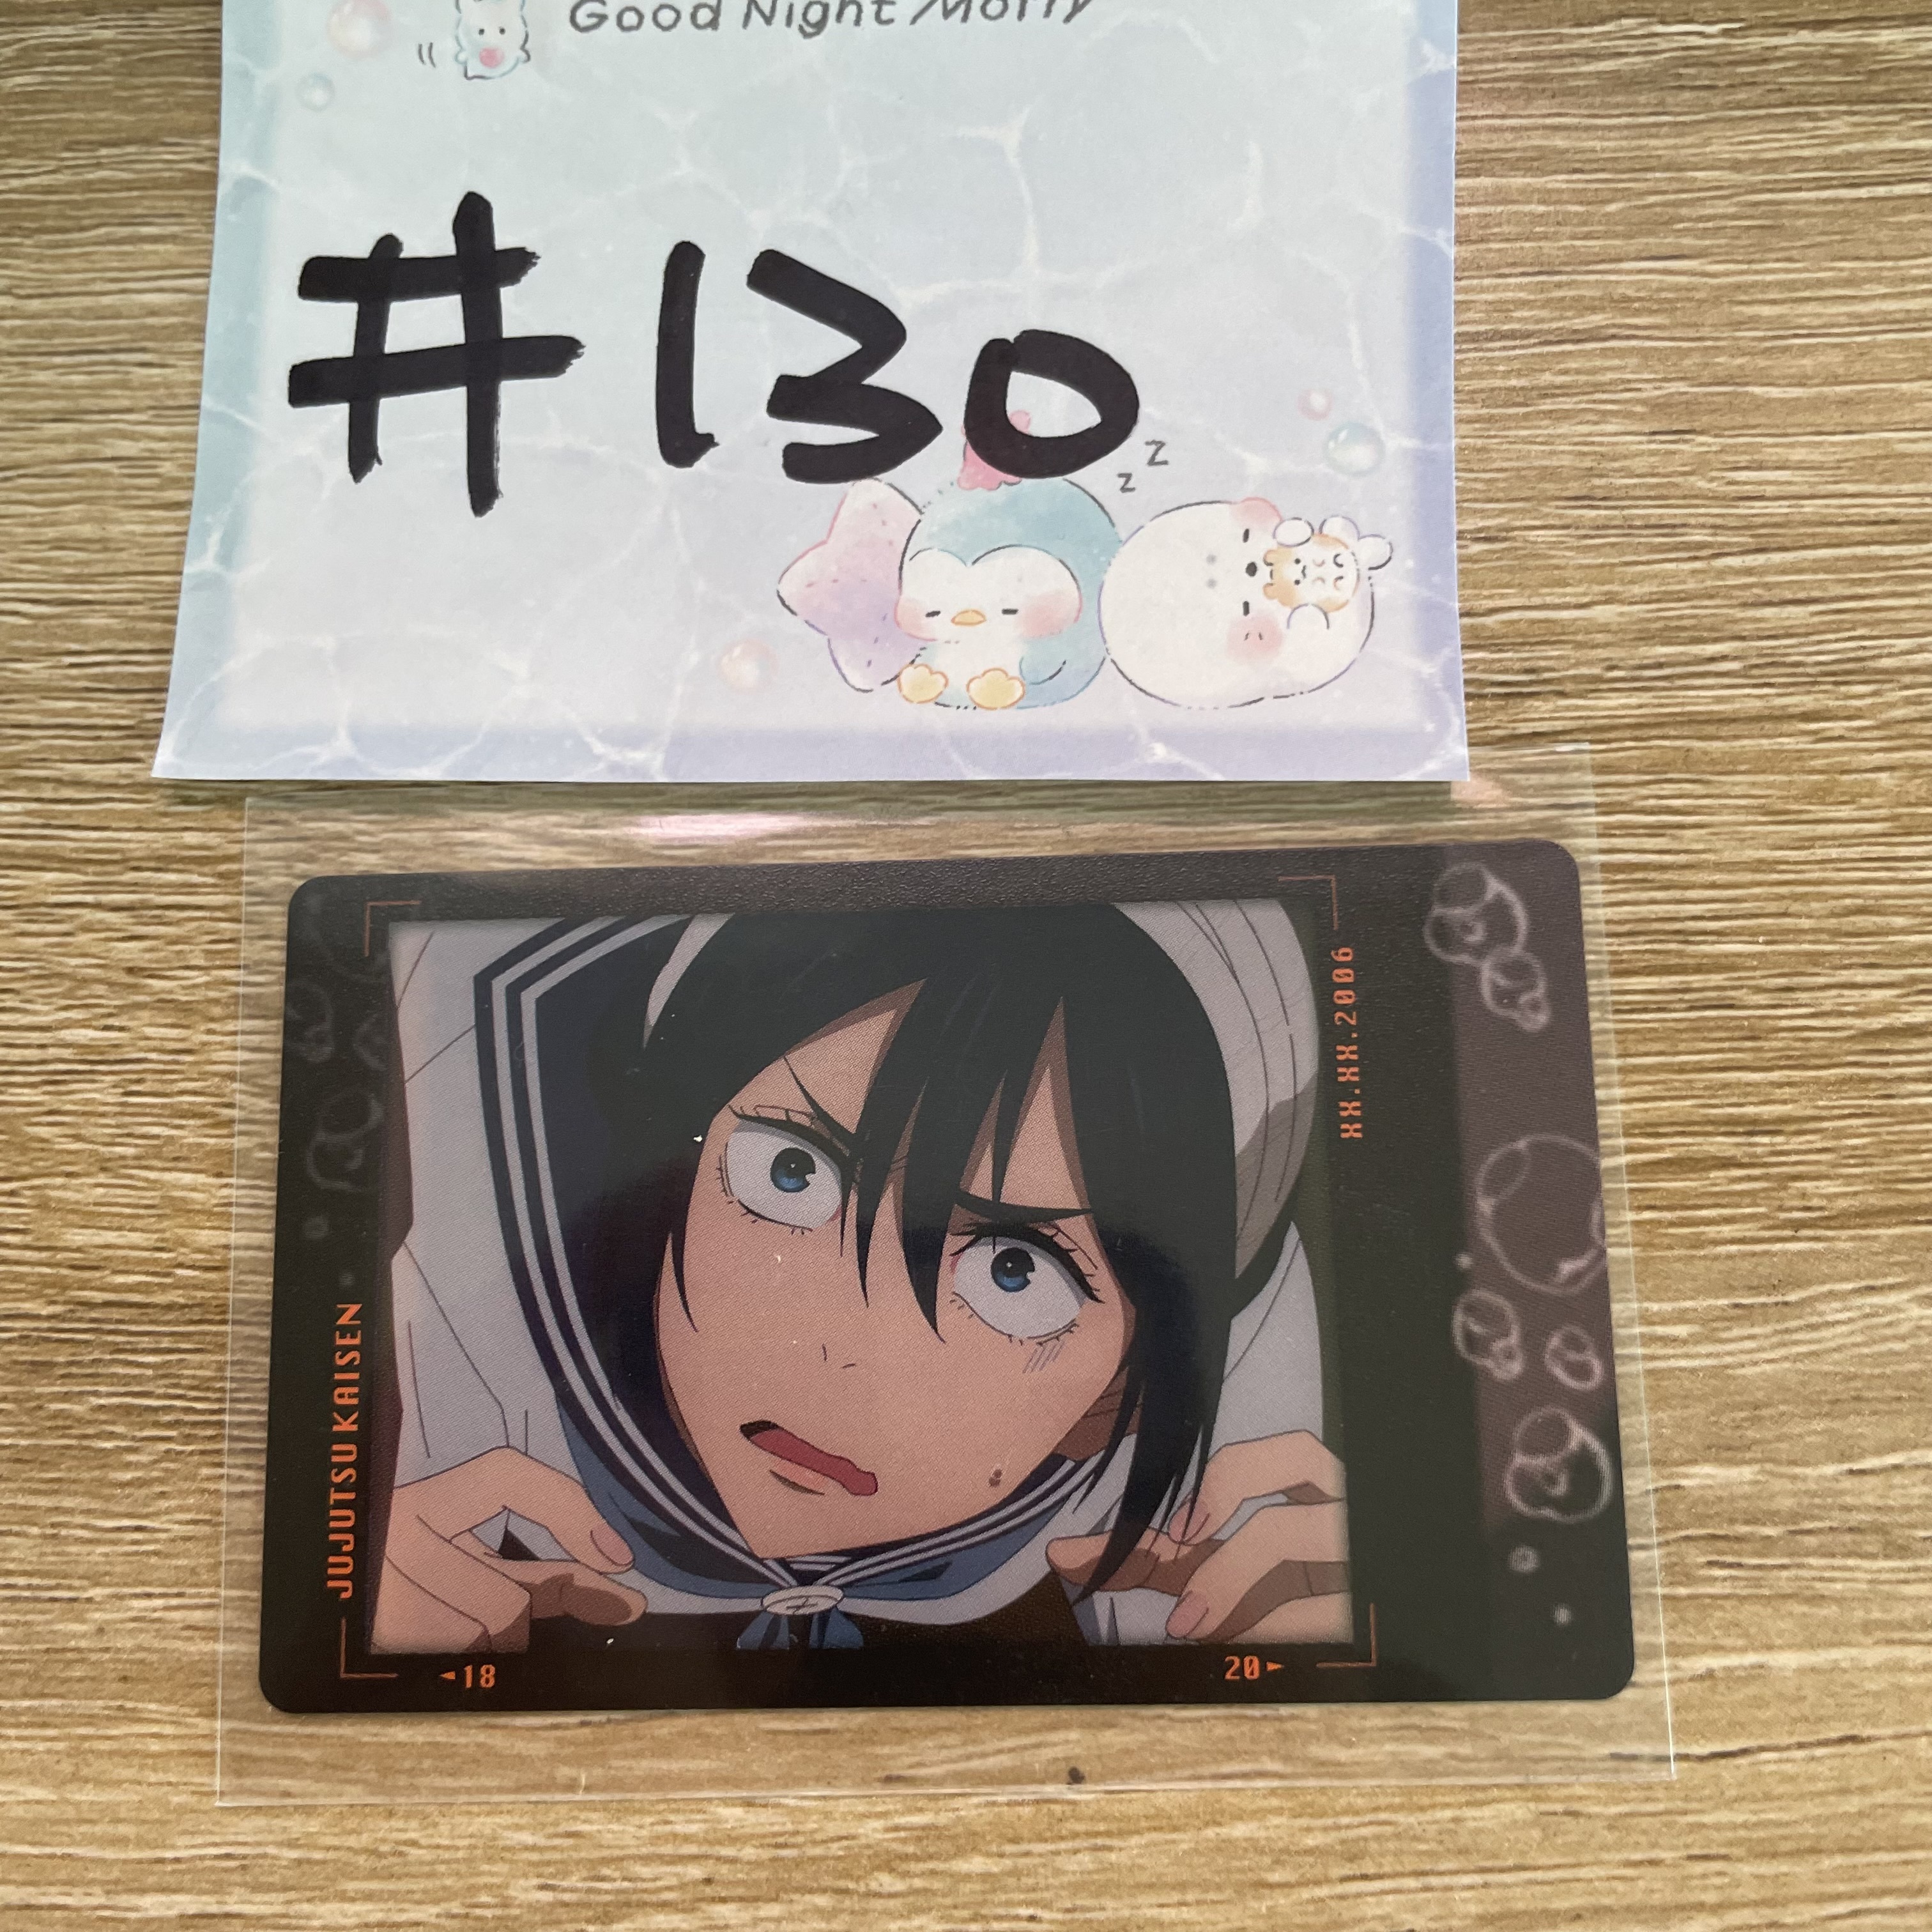 Good Night Molly
#130
z z
JUJUTSU KAISEN
XX.XX.2006
◄18
20►